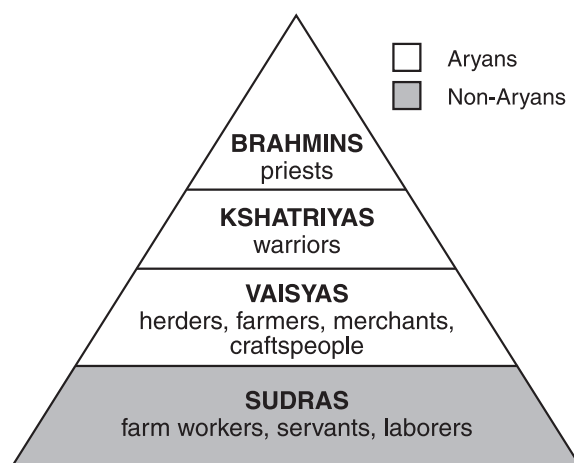 Aryans
Non-Aryans
BRAHMINS
priests
KSHATRIYAS
warriors
VAISYAS
herders, farmers, merchants,
craftspeople
SUDRAS
farm workers, servants, laborers